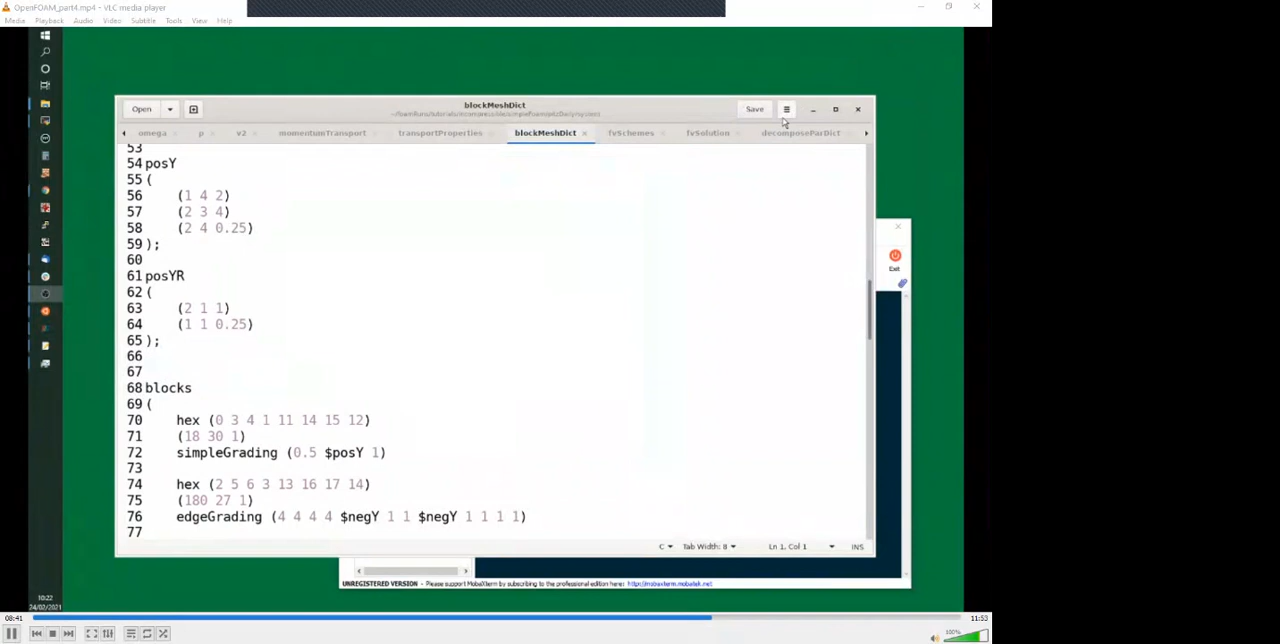 OpenFOAM_part4.mp4 - VLC media player
Media Playback Audio Video Subtitle Tools View Help
blockMeshDict
Open
Save
omega p v2 momentumTransport transportProperties blockMeshDict fvSchemes fvSolution decomposeParDict
53
54 posY
55 (
56 (1 4 2)
57 (2 3 4)
58 (2 4 0.25)
59 );
60
61 posYR
62 (
63 (2 1 1)
64 (1 1 0.25)
65 );
66
67
68 blocks
69 (
70 hex (0 3 4 1 11 14 15 12)
71 (18 30 1)
72 simpleGrading (0.5 $posY 1)
73
74 hex (2 5 6 3 13 16 17 14)
75 (180 27 1)
76 edgeGrading (4 4 4 4 $negY 1 1 $negY 1 1 1 1)
77
C Tab Width: 8 Ln 1, Col 1 INS
Exit
UNREGISTERED VERSION - Please support MobaXterm by subscribing to the professional edition here: https://mobaxterm.mobatek.net
10:22
24/02/2021
08:41
11:53
100%